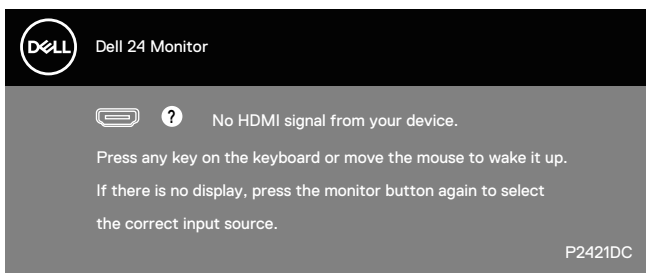 DELL
Dell 24 Monitor
? No HDMI signal from your device.
Press any key on the keyboard or move the mouse to wake it up.
If there is no display, press the monitor button again to select
the correct input source.
P2421DC